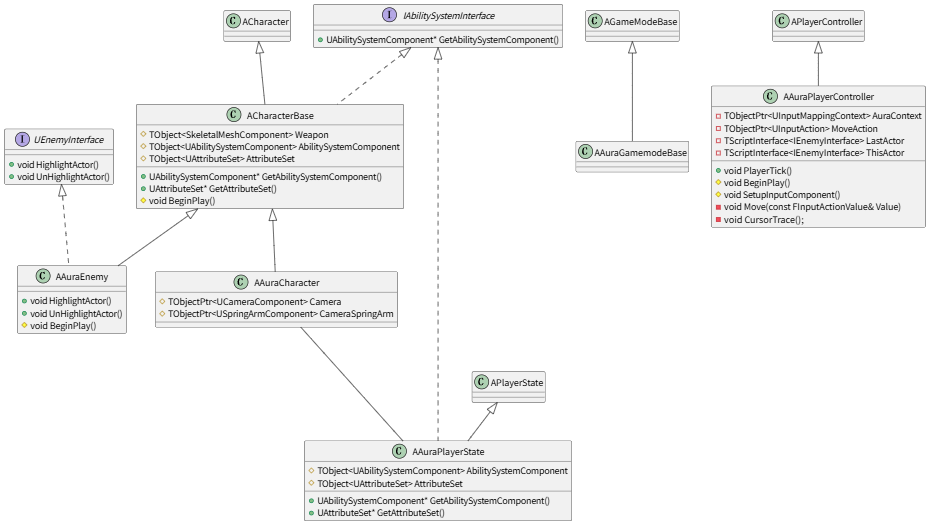 C ACharacter
I IAbilitySystemInterface
UAbilitySystemComponent* GetAbilitySystemComponent()
C AGameModeBase
C APlayerController
C ACharacterBase
TObject<SkeletalMeshComponent> Weapon
TObject<UAbilitySystemComponent> AbilitySystemComponent
TObject<UAttributeSet> AttributeSet
UAbilitySystemComponent* GetAbilitySystemComponent()
UAttributeSet* GetAttributeSet()
void BeginPlay()
I UEnemyInterface
void HighlightActor()
void UnHighlightActor()
C AAuraGamemodeBase
C AAuraPlayerController
TObjectPtr<UInputMappingContext> AuraContext
TObjectPtr<UInputAction> MoveAction
TScriptInterface<IEnemyInterface> LastActor
TScriptInterface<IEnemyInterface> ThisActor
void PlayerTick()
void BeginPlay()
void SetupInputComponent()
void Move(const FInputActionValue& Value)
void CursorTrace();
C AAuraEnemy
void HighlightActor()
void UnHighlightActor()
void BeginPlay()
C AAuraCharacter
TObjectPtr<UCameraComponent> Camera
TObjectPtr<USpringArmComponent> CameraSpringArm
C APlayerState
C AAuraPlayerState
TObject<UAbilitySystemComponent> AbilitySystemComponent
TObject<UAttributeSet> AttributeSet
UAbilitySystemComponent* GetAbilitySystemComponent()
UAttributeSet* GetAttributeSet()